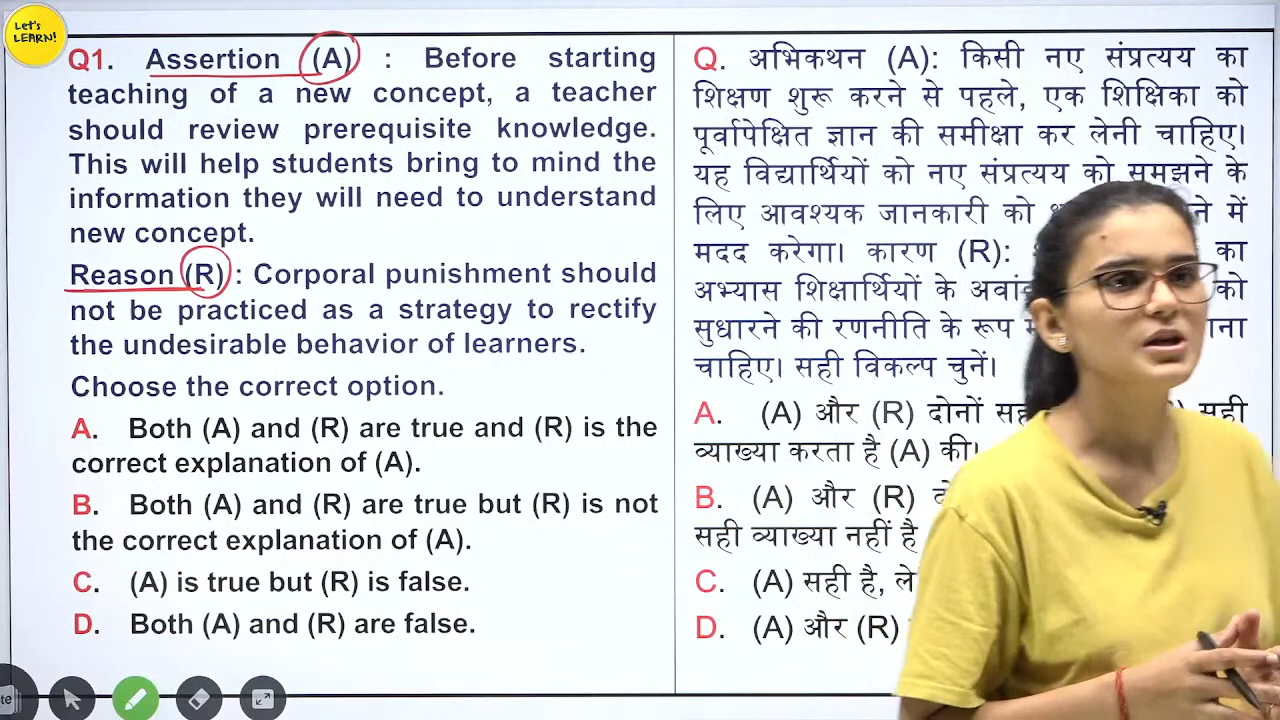 Let's
LEARN!
Q1. Assertion (A) : Before starting
teaching of a new concept, a teacher
should review prerequisite knowledge.
This will help students bring to mind the
information they will need to understand
new concept.
Reason (R) : Corporal punishment should
not be practiced as a strategy to rectify
the undesirable behavior of learners.
Choose the correct option.
A. Both (A) and (R) are true and (R) is the
correct explanation of (A).
B. Both (A) and (R) are true but (R) is not
the correct explanation of (A).
C. (A) is true but (R) is false.
D. Both (A) and (R) are false.
Q. अभिकथन (A): किसी नए संप्रत्यय का
शिक्षण शुरू करने से पहले, एक शिक्षिका को
पूर्वापेक्षित ज्ञान की समीक्षा कर लेनी चाहिए।
यह विद्यार्थियों को नए संप्रत्यय को समझने के
लिए आवश्यक जानकारी को में
मदद करेगा। कारण (R): का
अभ्यास शिक्षार्थियों के को
सुधारने की रणनीति के रूप
चाहिए। सही विकल्प चुनें।
A. (A) और (R) दोनों सही
व्याख्या करता है (A) की।
B. (A) और (R)
सही व्याख्या नहीं है
C. (A) सही है,
D. (A) और (R)